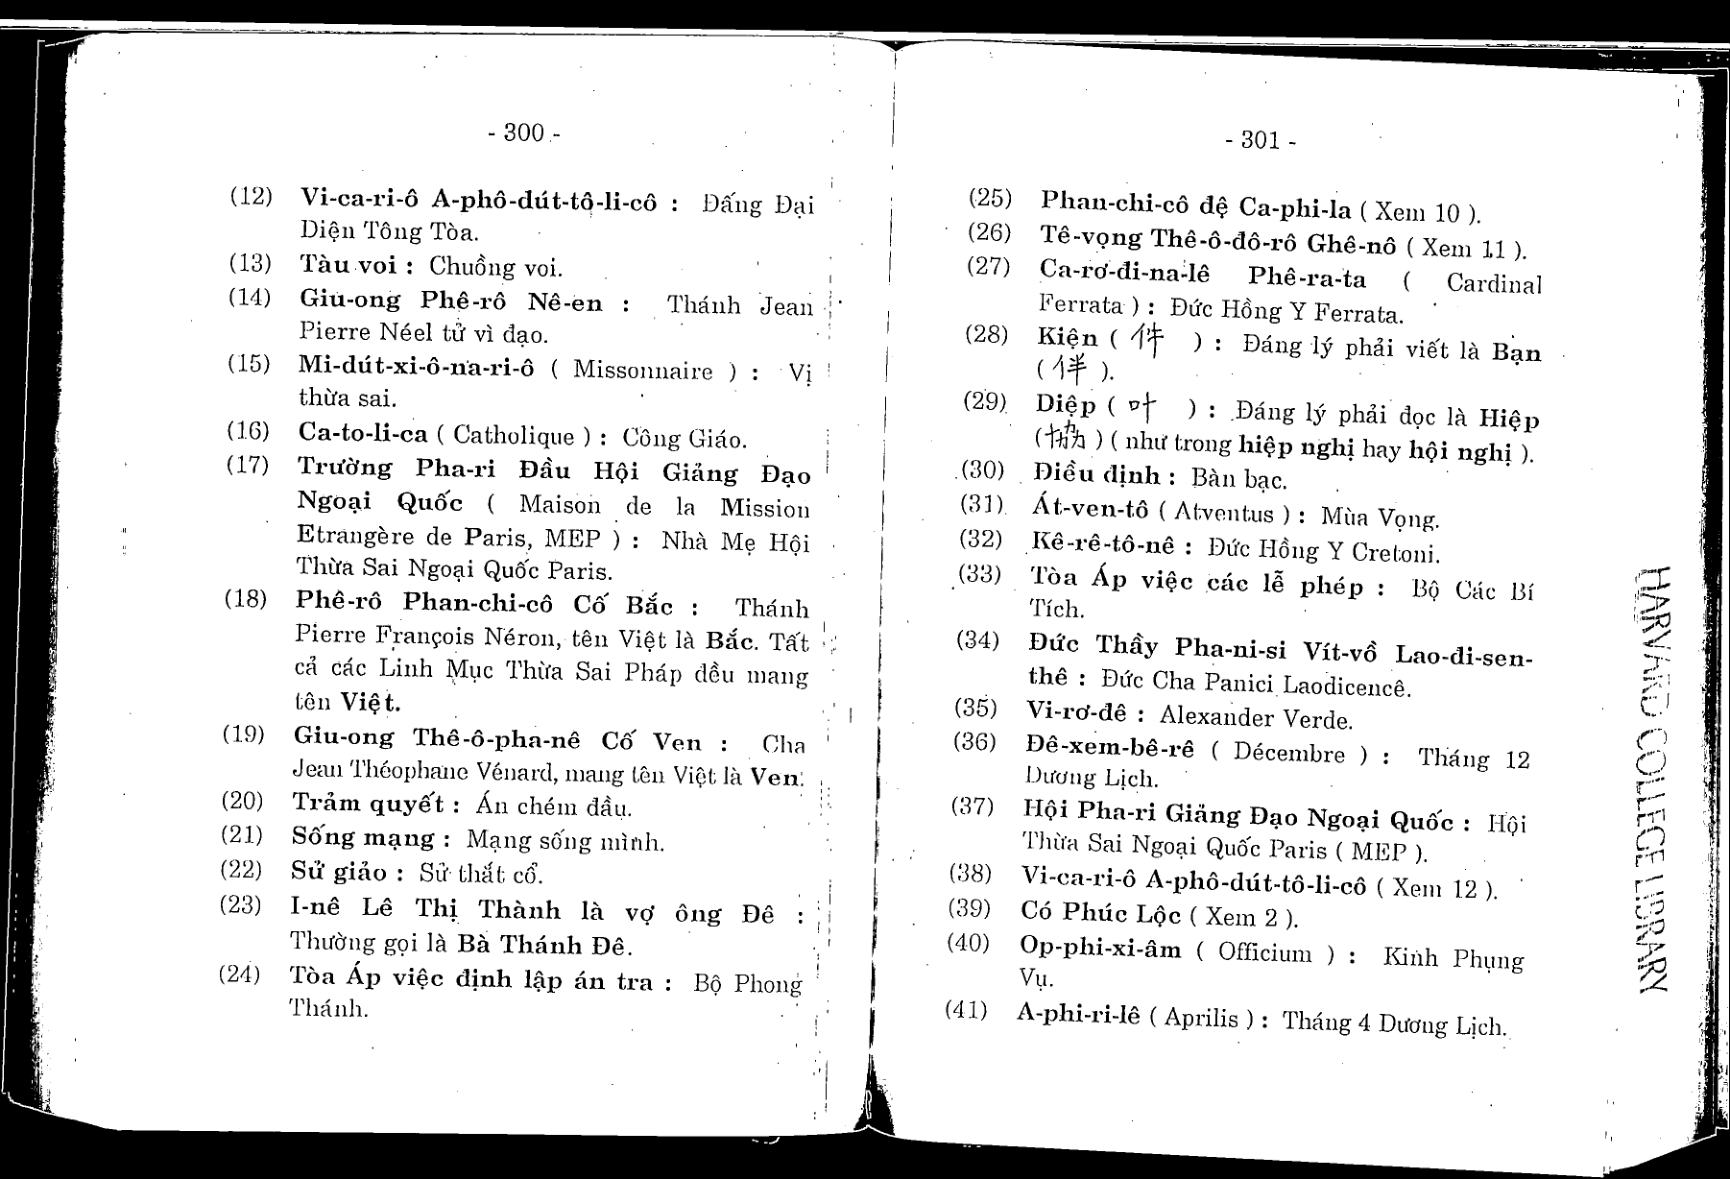 - 300 -
(12) Vi-ca-ri-ô A-phô-dút-tô-li-cô : Đấng Đại
Diện Tông Tòa.
(13) Tàu voi : Chuồng voi.
(14) Giu-ong Phê-rô Nê-en : Thánh Jean
Pierre Néel tử vì đạo.
(15) Mi-dút-xi-ô-na-ri-ô ( Missonnaire ) : Vị
thừa sai.
(16) Ca-to-li-ca ( Catholique ) : Công Giáo.
(17) Trường Pha-ri Đầu Hội Giảng Đạo
Ngoại Quốc ( Maison de la Mission
Etrangère de Paris, MEP ) : Nhà Mẹ Hội
Thừa Sai Ngoại Quốc Paris.
(18) Phê-rô Phan-chi-cô Cố Bắc : Thánh
Pierre François Néron, tên Việt là Bắc. Tất
cả các Linh Mục Thừa Sai Pháp đều mang
tên Việt.
(19) Giu-ong Thê-ô-pha-nê Cố Ven : Cha
Jean Théophane Vénard, mang tên Việt là Ven.
(20) Trảm quyết : Án chém đầu.
(21) Sống mạng : Mạng sống mình.
(22) Sử giảo : Sử thắt cổ.
(23) I-nê Lê Thị Thành là vợ ông Đê :
Thường gọi là Bà Thánh Đê.
(24) Tòa Áp việc định lập án tra : Bộ Phong
Thánh.
- 301 -
(25) Phan-chi-cô đệ Ca-phi-la ( Xem 10 ).
(26) Tê-vọng Thê-ô-đô-rô Ghê-nô ( Xem 11 ).
(27) Ca-rơ-đi-na-lê Phê-ra-ta ( Cardinal
Ferrata ) : Đức Hồng Y Ferrata.
(28) Kiện ( 件 ) : Đáng lý phải viết là Bạn
( 伴 ).
(29) Diệp ( 叶 ) : Đáng lý phải đọc là Hiệp
( 協 ) ( như trong hiệp nghị hay hội nghị ).
(30) Điều định : Bàn bạc.
(31) Át-ven-tô ( Atventus ) : Mùa Vọng.
(32) Kê-rê-tô-nê : Đức Hồng Y Cretoni.
(33) Tòa Áp việc các lễ phép : Bộ Các Bí
Tích.
(34) Đức Thầy Pha-ni-si Vít-vồ Lao-đi-sen-
thê : Đức Cha Panici Laodicencê.
(35) Vi-rơ-đê : Alexander Verde.
(36) Đê-xem-bê-rê ( Décembre ) : Tháng 12
Dương Lịch.
(37) Hội Pha-ri Giảng Đạo Ngoại Quốc : Hội
Thừa Sai Ngoại Quốc Paris ( MEP ).
(38) Vi-ca-ri-ô A-phô-dút-tô-li-cô ( Xem 12 ).
(39) Có Phúc Lộc ( Xem 2 ).
(40) Op-phi-xi-âm ( Officium ) : Kinh Phụng
Vụ.
(41) A-phi-ri-lê ( Aprilis ) : Tháng 4 Dương Lịch.
HARVARD COLLEGE LIBRARY